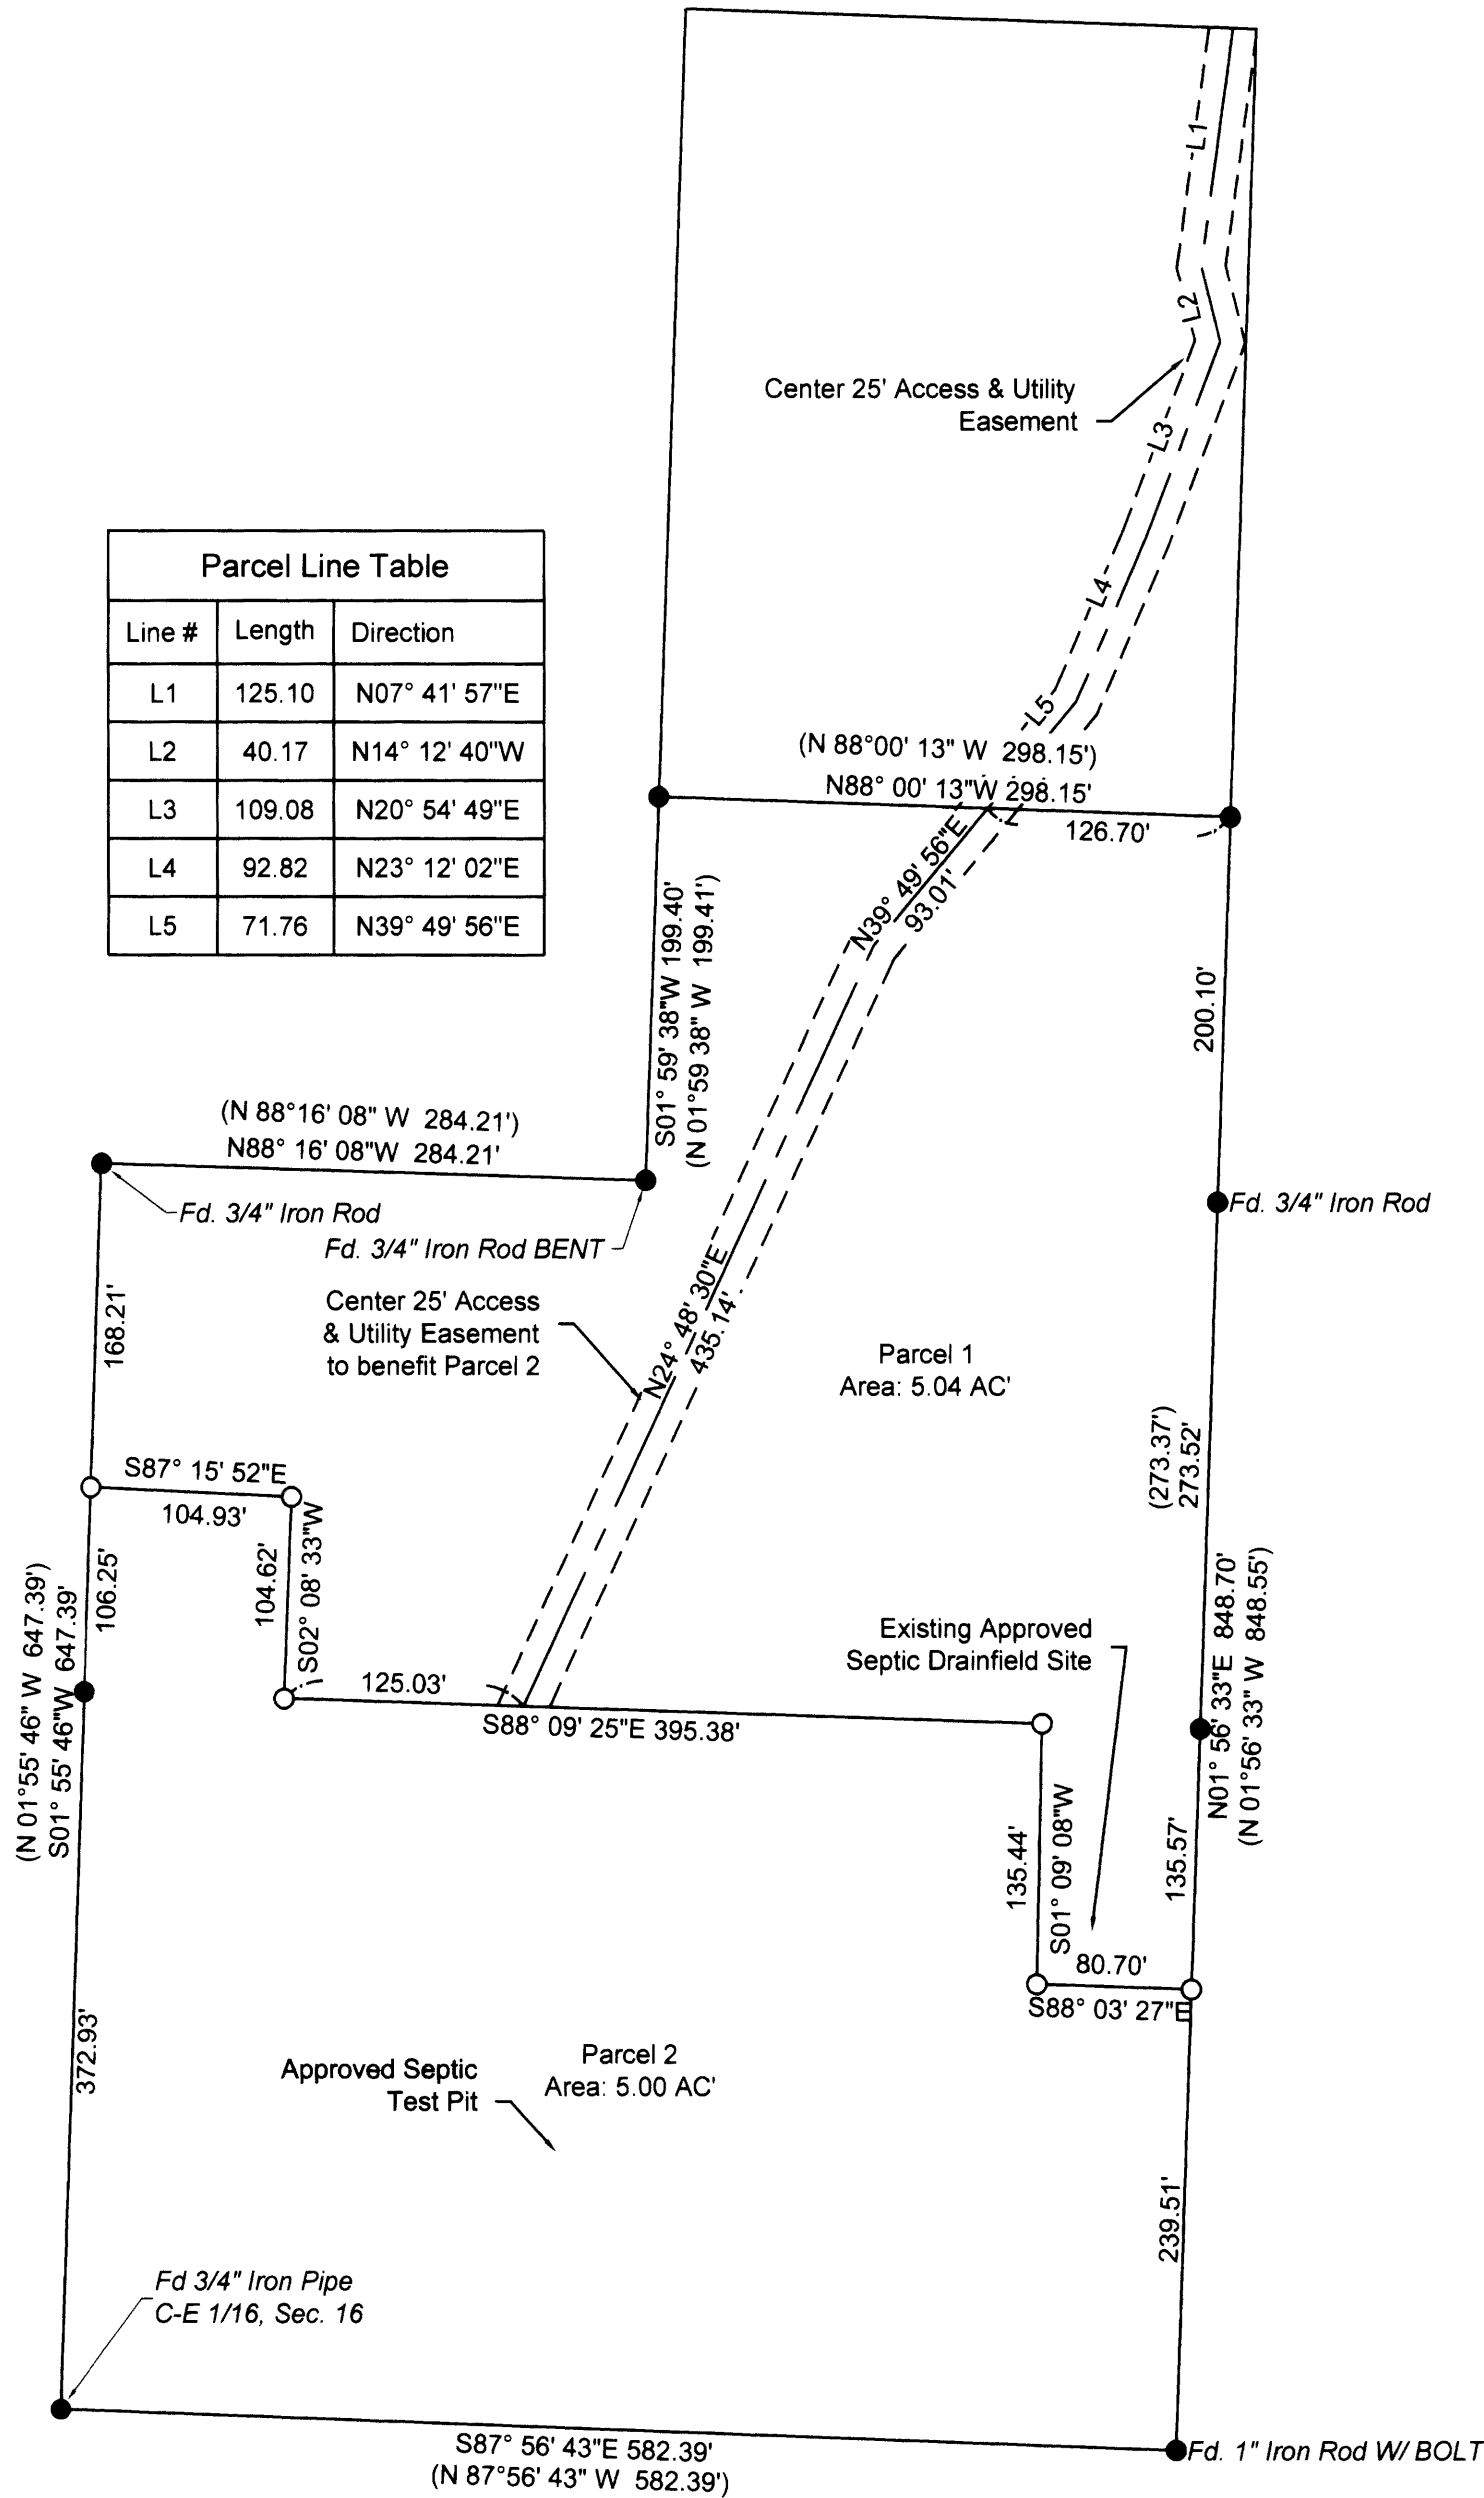 L1
L2
Center 25' Access & Utility
Easement
L3
L4
L5
Parcel Line Table
Line # Length Direction
L1 125.10 N07° 41' 57"E
L2 40.17 N14° 12' 40"W
L3 109.08 N20° 54' 49"E
L4 92.82 N23° 12' 02"E
L5 71.76 N39° 49' 56"E
(N 88°00' 13" W 298.15')
N88° 00' 13"W 298.15'
126.70'
N39° 49' 56"E
93.01'
S01° 59' 38"W 199.40'
(N 01°59 38" W 199.41')
200.10'
(N 88°16' 08" W 284.21')
N88° 16' 08"W 284.21'
Fd. 3/4" Iron Rod
Fd. 3/4" Iron Rod BENT
Fd. 3/4" Iron Rod
168.21'
Center 25' Access
& Utility Easement
to benefit Parcel 2
N24° 48' 30"E
435.14'
Parcel 1
Area: 5.04 AC'
(273.37')
273.52'
S87° 15' 52"E
104.93'
104.62'
S02° 08' 33"W
106.25'
(N 01°55' 46" W 647.39')
S01° 55' 46"W 647.39'
125.03'
S88° 09' 25"E 395.38'
Existing Approved
Septic Drainfield Site
N01° 56' 33"E 848.70'
(N 01°56' 33" W 848.55')
135.44'
S01° 09' 08"W
135.57'
80.70'
S88° 03' 27"E
372.93'
Approved Septic
Test Pit
Parcel 2
Area: 5.00 AC'
239.51'
Fd 3/4" Iron Pipe
C-E 1/16, Sec. 16
S87° 56' 43"E 582.39'
(N 87°56' 43" W 582.39')
Fd. 1" Iron Rod W/ BOLT